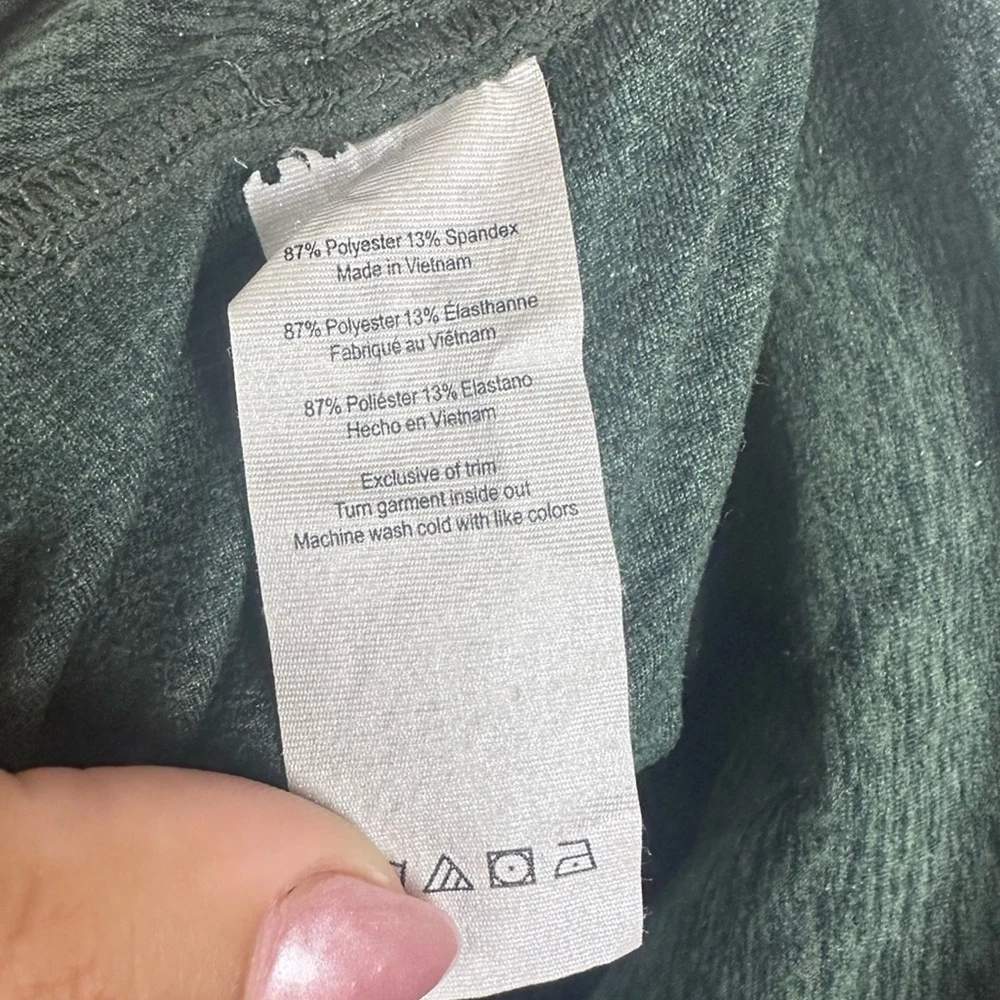 87% Polyester 13% Spandex
Made in Vietnam
87% Polyester 13% Élasthanne
Fabriqué au Viêtnam
87% Poliéster 13% Elastano
Hecho en Vietnam
Exclusive of trim
Turn garment inside out
Machine wash cold with like colors